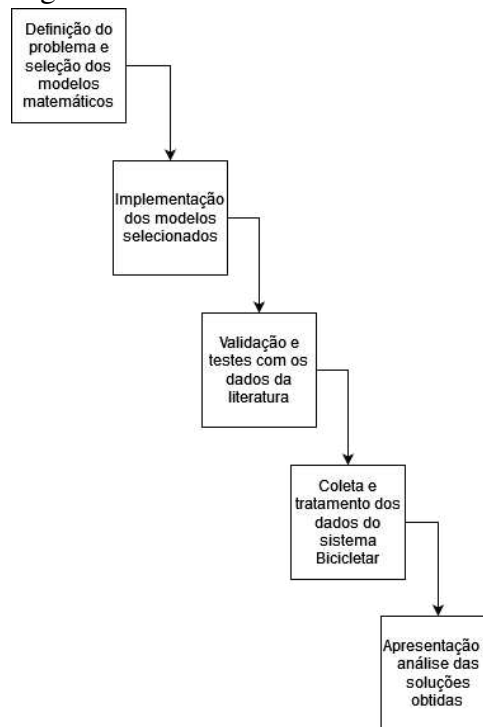 Definição do
problema e
seleção dos
modelos
matemáticos
Implementação
dos modelos
selecionados
Validação e
testes com os
dados da
literatura
Coleta e
tratamento dos
dados do
sistema
Bicicletar
Apresentação
análise das
soluções
obtidas